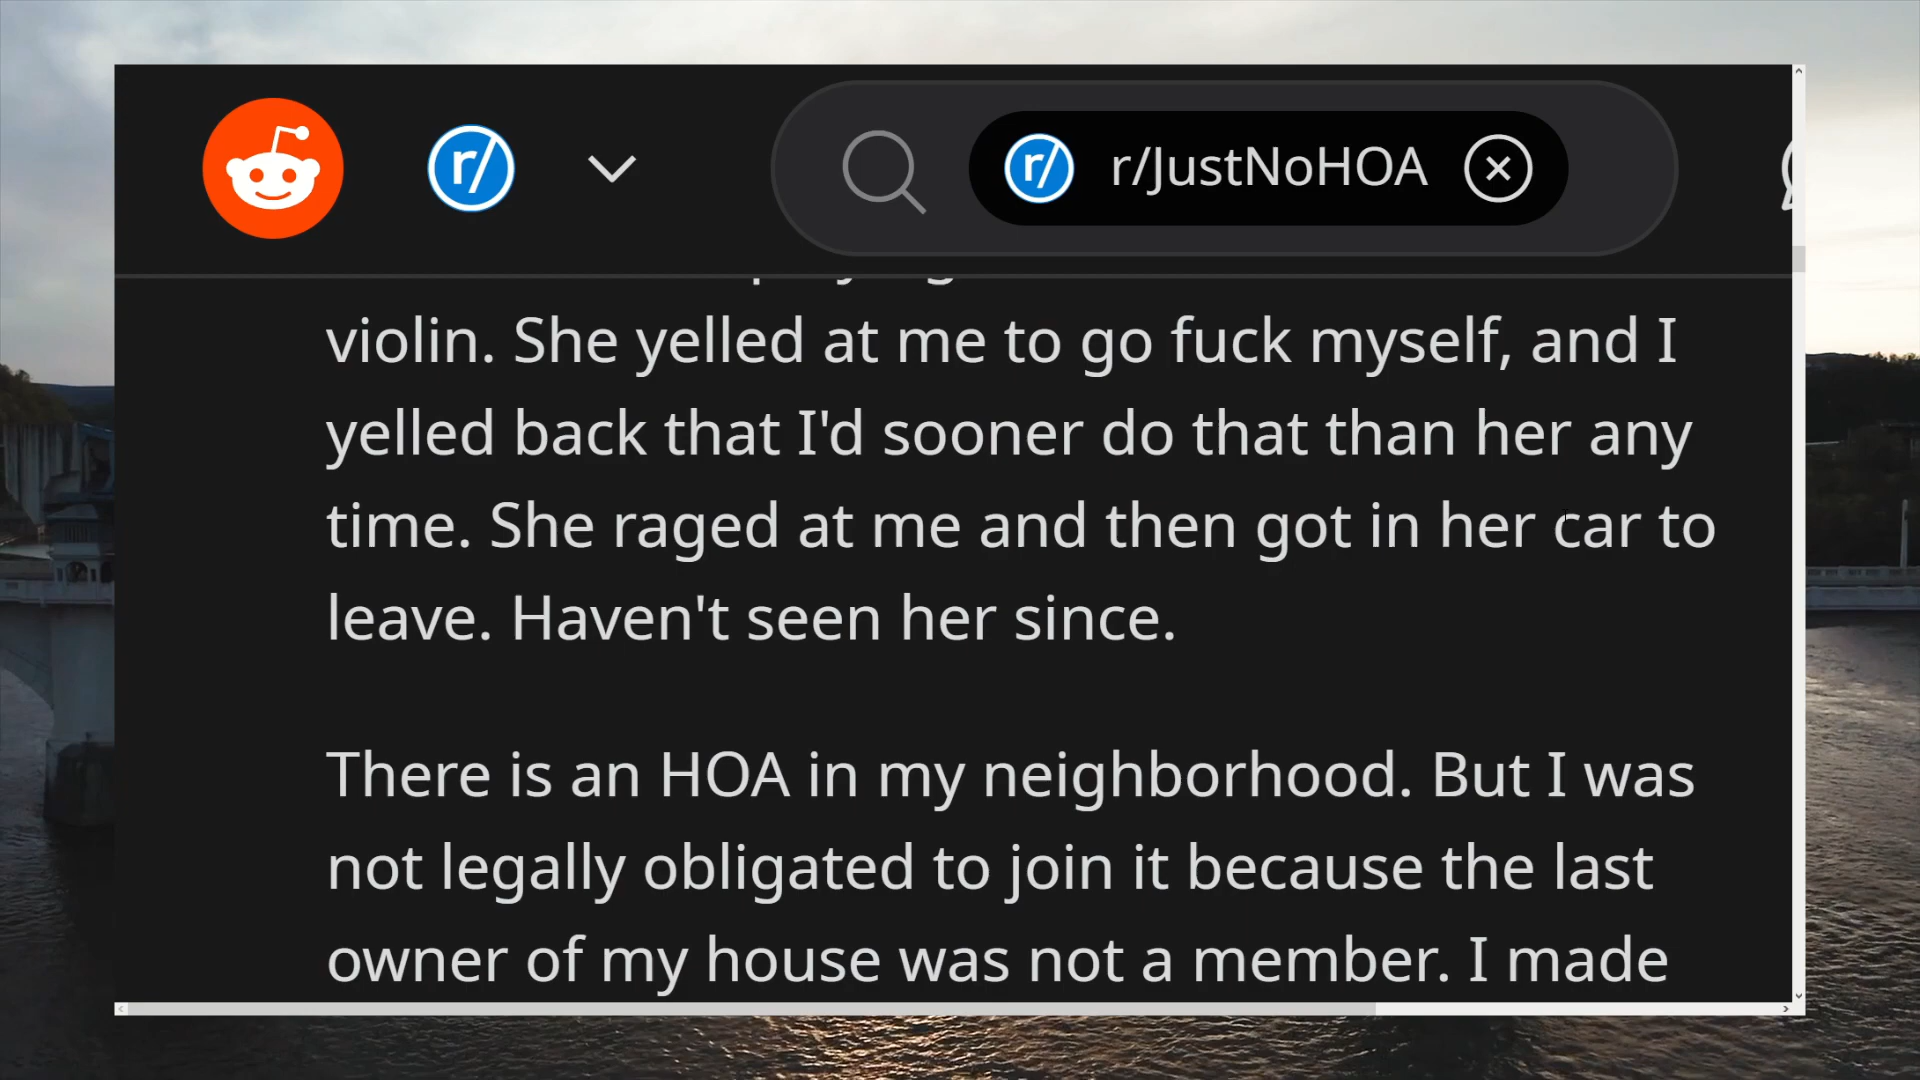 r/ r/ r/JustNoHOA
violin. She yelled at me to go fuck myself, and I
yelled back that I'd sooner do that than her any
time. She raged at me and then got in her car to
leave. Haven't seen her since.
There is an HOA in my neighborhood. But I was
not legally obligated to join it because the last
owner of my house was not a member. I made